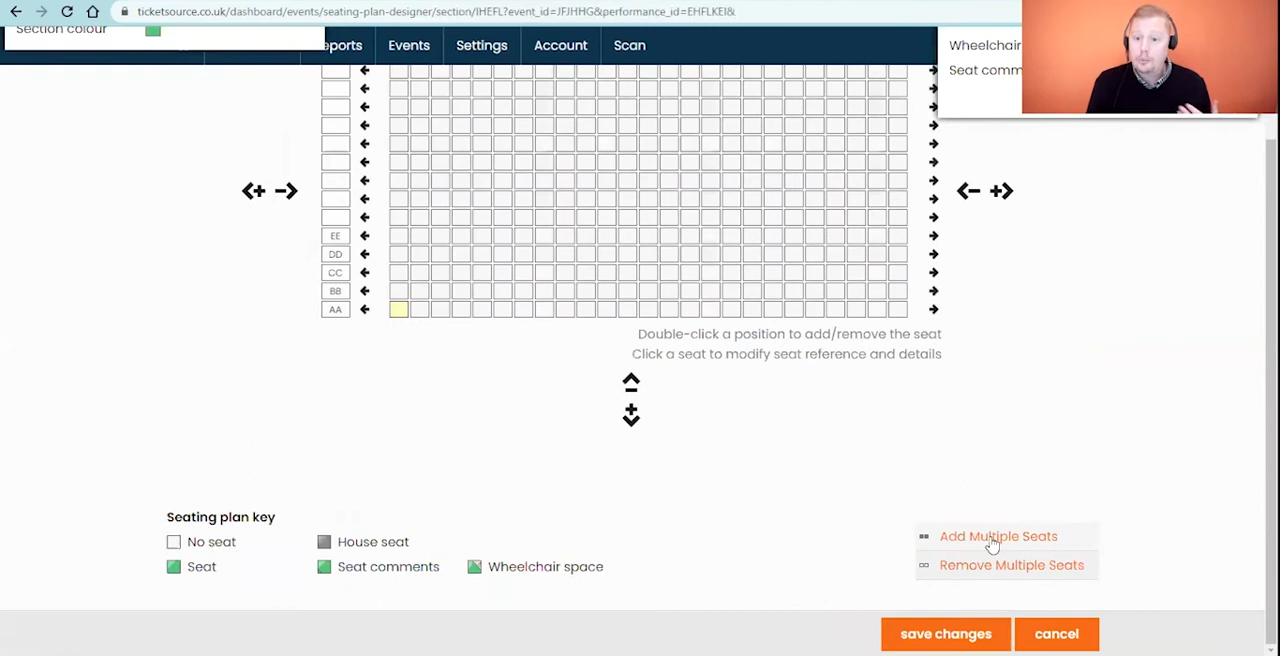 ticketsource.co.uk/dashboard/events/seating-plan-designer/section/IHEFL?event_id=JFJHHG&performance_id=EHFLKEI&
Section colour
Reports Events Settings Account Scan
Wheelchair
Seat comm
EE
DD
CC
BB
AA
Double-click a position to add/remove the seat
Click a seat to modify seat reference and details
Seating plan key
No seat House seat
Seat Seat comments Wheelchair space
Add Multiple Seats
Remove Multiple Seats
save changes cancel